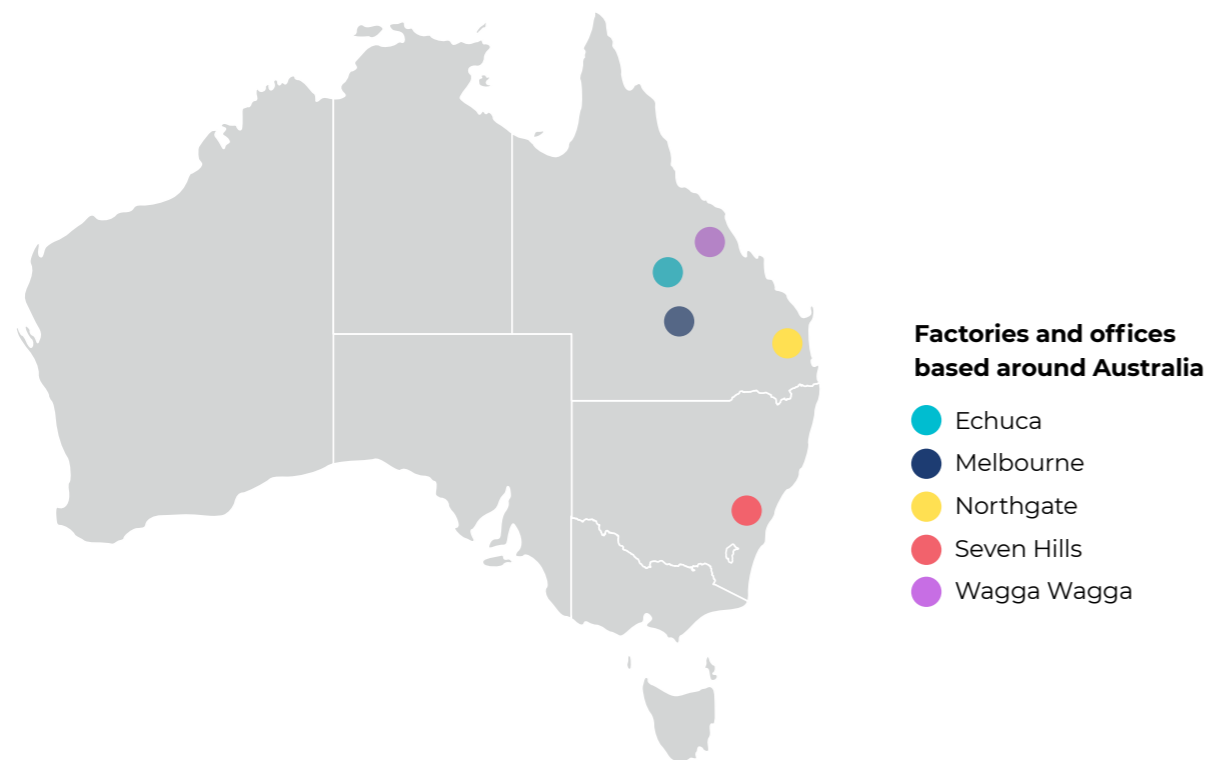 Factories and offices
based around Australia
Echuca
Melbourne
Northgate
Seven Hills
Wagga Wagga